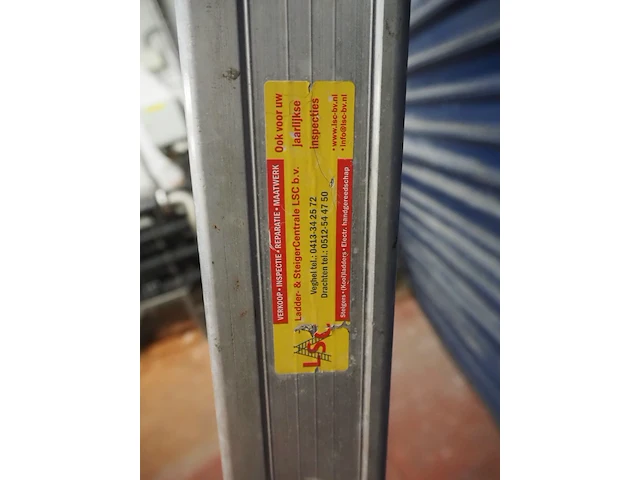 VERKOOP • INSPECTIE • REPARATIE • MAATWERK
Ladder- & SteigerCentrale LSC b.v.
Veghel tel.: 0413-34 25 72
Drachten tel.: 0512-54 47 50
Steigers • (Kooi)ladders • Electr. handgereedschap
LSC
Ook voor uw
jaarlijkse
inspecties
• www.lsc-bv.nl
• info@lsc-bv.nl